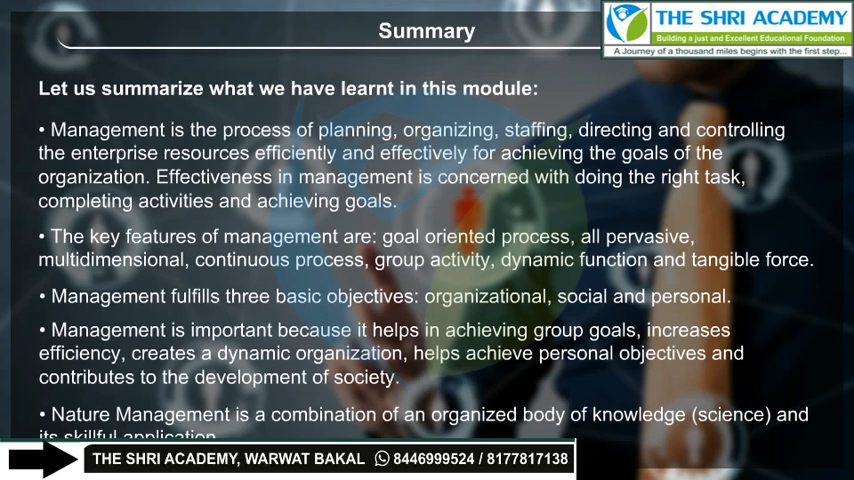 Summary
THE SHRI ACADEMY
Building a just and Excellent Educational Foundation
A Journey of a thousand miles begins with the first step...
Let us summarize what we have learnt in this module:
• Management is the process of planning, organizing, staffing, directing and controlling
the enterprise resources efficiently and effectively for achieving the goals of the
organization. Effectiveness in management is concerned with doing the right task,
completing activities and achieving goals.
• The key features of management are: goal oriented process, all pervasive,
multidimensional, continuous process, group activity, dynamic function and tangible force.
• Management fulfills three basic objectives: organizational, social and personal.
• Management is important because it helps in achieving group goals, increases
efficiency, creates a dynamic organization, helps achieve personal objectives and
contributes to the development of society.
• Nature Management is a combination of an organized body of knowledge (science) and
its skillful application
THE SHRI ACADEMY, WARWAT BAKAL 8446999524 / 8177817138